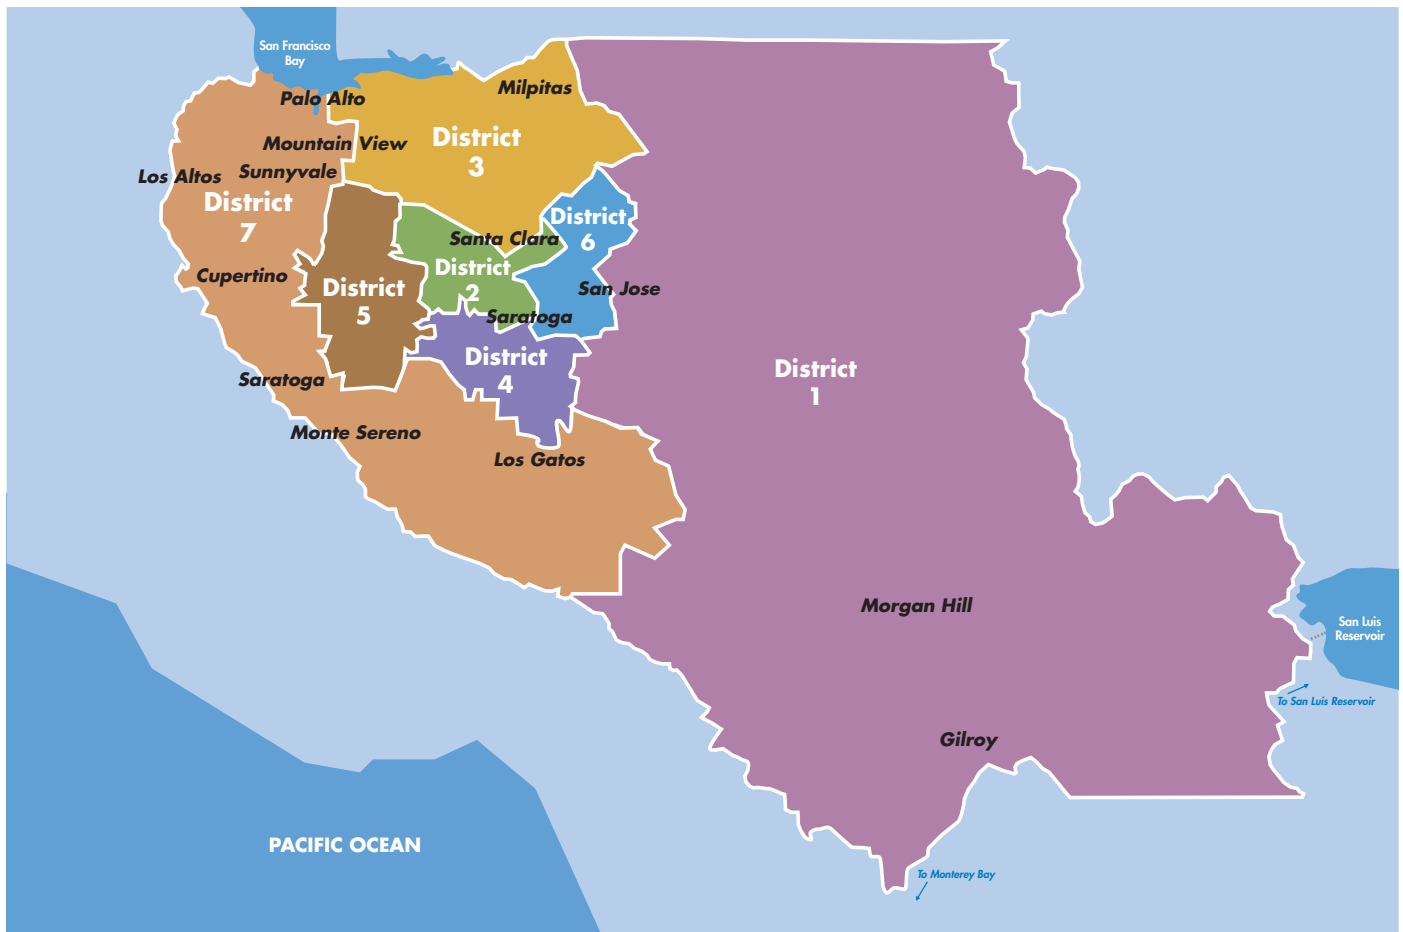 San Francisco
Bay
Milpitas
Palo Alto
District
3
Mountain View
Sunnyvale
Los Altos
District
7
District
6
Santa Clara
District
2
Cupertino
District
5
San Jose
Saratoga
District
4
District
1
Saratoga
Monte Sereno
Los Gatos
Morgan Hill
San Luis
Reservoir
To San Luis Reservoir
Gilroy
PACIFIC OCEAN
To Monterey Bay